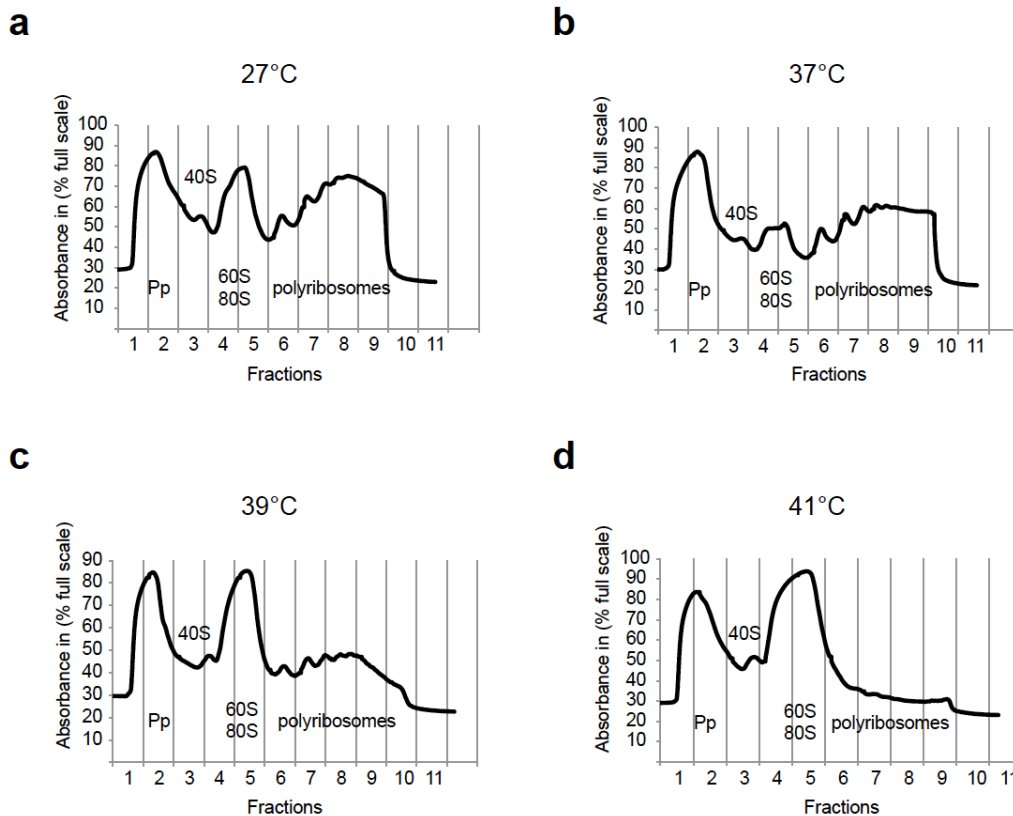 a
27°C
Absorbance in (% full scale)
100
90
80
70
60
50
40
30
20
10
40S
Pp
60S
80S
polyribosomes
1 2 3 4 5 6 7 8 9 10 11
Fractions
b
37°C
Absorbance in (% full scale)
100
90
80
70
60
50
40
30
20
10
40S
Pp
60S
80S
polyribosomes
1 2 3 4 5 6 7 8 9 10 11
Fractions
c
39°C
Absorbance in (% full scale)
90
80
70
60
50
40
30
20
10
40S
Pp
60S
80S
polyribosomes
1 2 3 4 5 6 7 8 9 10 11
Fractions
d
41°C
Absorbance in (% full scale)
100
90
80
70
60
50
40
30
20
10
40S
Pp
60S
80S
polyribosomes
1 2 3 4 5 6 7 8 9 10 11
Fractions